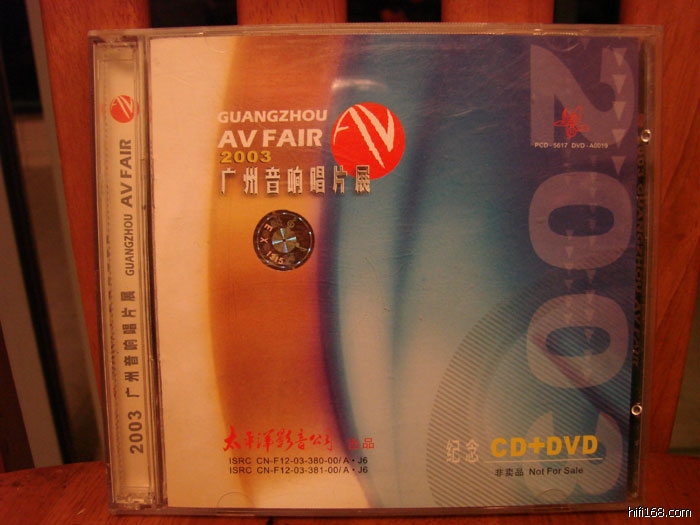 GUANGZHOU
AV FAIR
2003
广州音响唱片展
AV
PCD-5617 DVD-A0019
2003
太平洋影音公司 出品
ISRC CN-F12-03-380-00/A·J6
ISRC CN-F12-03-381-00/A·J6
纪念 CD+DVD
非卖品 Not For Sale
AV
2003 广州音响唱片展 GUANGZHOU AV FAIR
hifi168.com